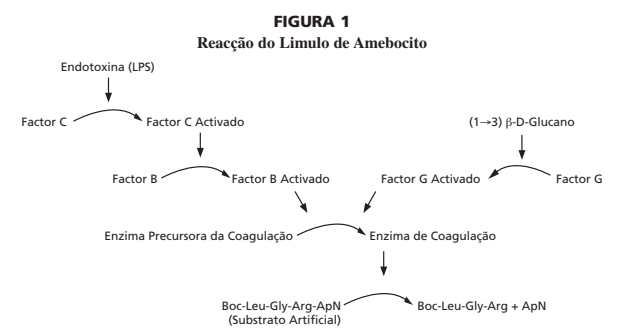 FIGURA 1
Reacção do Limulo de Amebocito
Endotoxina (LPS)
Factor C
Factor C Activado
(1→3) β-D-Glucano
Factor B
Factor B Activado
Factor G Activado
Factor G
Enzima Precursora da Coagulação
Enzima de Coagulação
Boc-Leu-Gly-Arg-ApN
(Substrato Artificial)
Boc-Leu-Gly-Arg + ApN